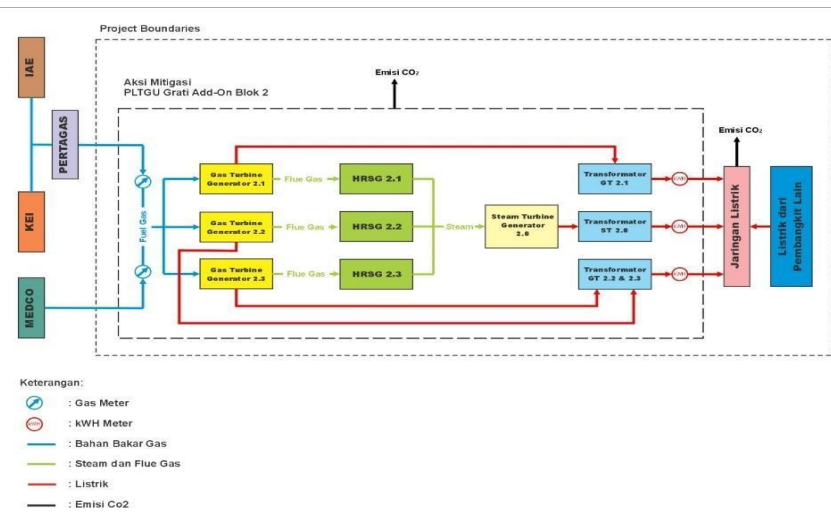 Project Boundaries
IAE
KEI
PERTAGAS
MEDCO
Aksi Mitigasi
PLTGU Grati Add-On Blok 2
Emisi CO₂
Emisi CO₂
Fuel Gas
Gas Turbine
Generator 2.1
Flue Gas
HRSG 2.1
Gas Turbine
Generator 2.2
Flue Gas
HRSG 2.2
Gas Turbine
Generator 2.3
Flue Gas
HRSG 2.3
Steam
Steam Turbine
Generator
2.0
Transformator
GT 2.1
KWH
Transformator
ST 2.0
KWH
Transformator
GT 2.2 & 2.3
KWH
Jaringan Listrik
Listrik dari
Pembangkit Lain
Keterangan:
: Gas Meter
KWH
: kWH Meter
: Bahan Bakar Gas
: Steam dan Flue Gas
: Listrik
: Emisi Co2